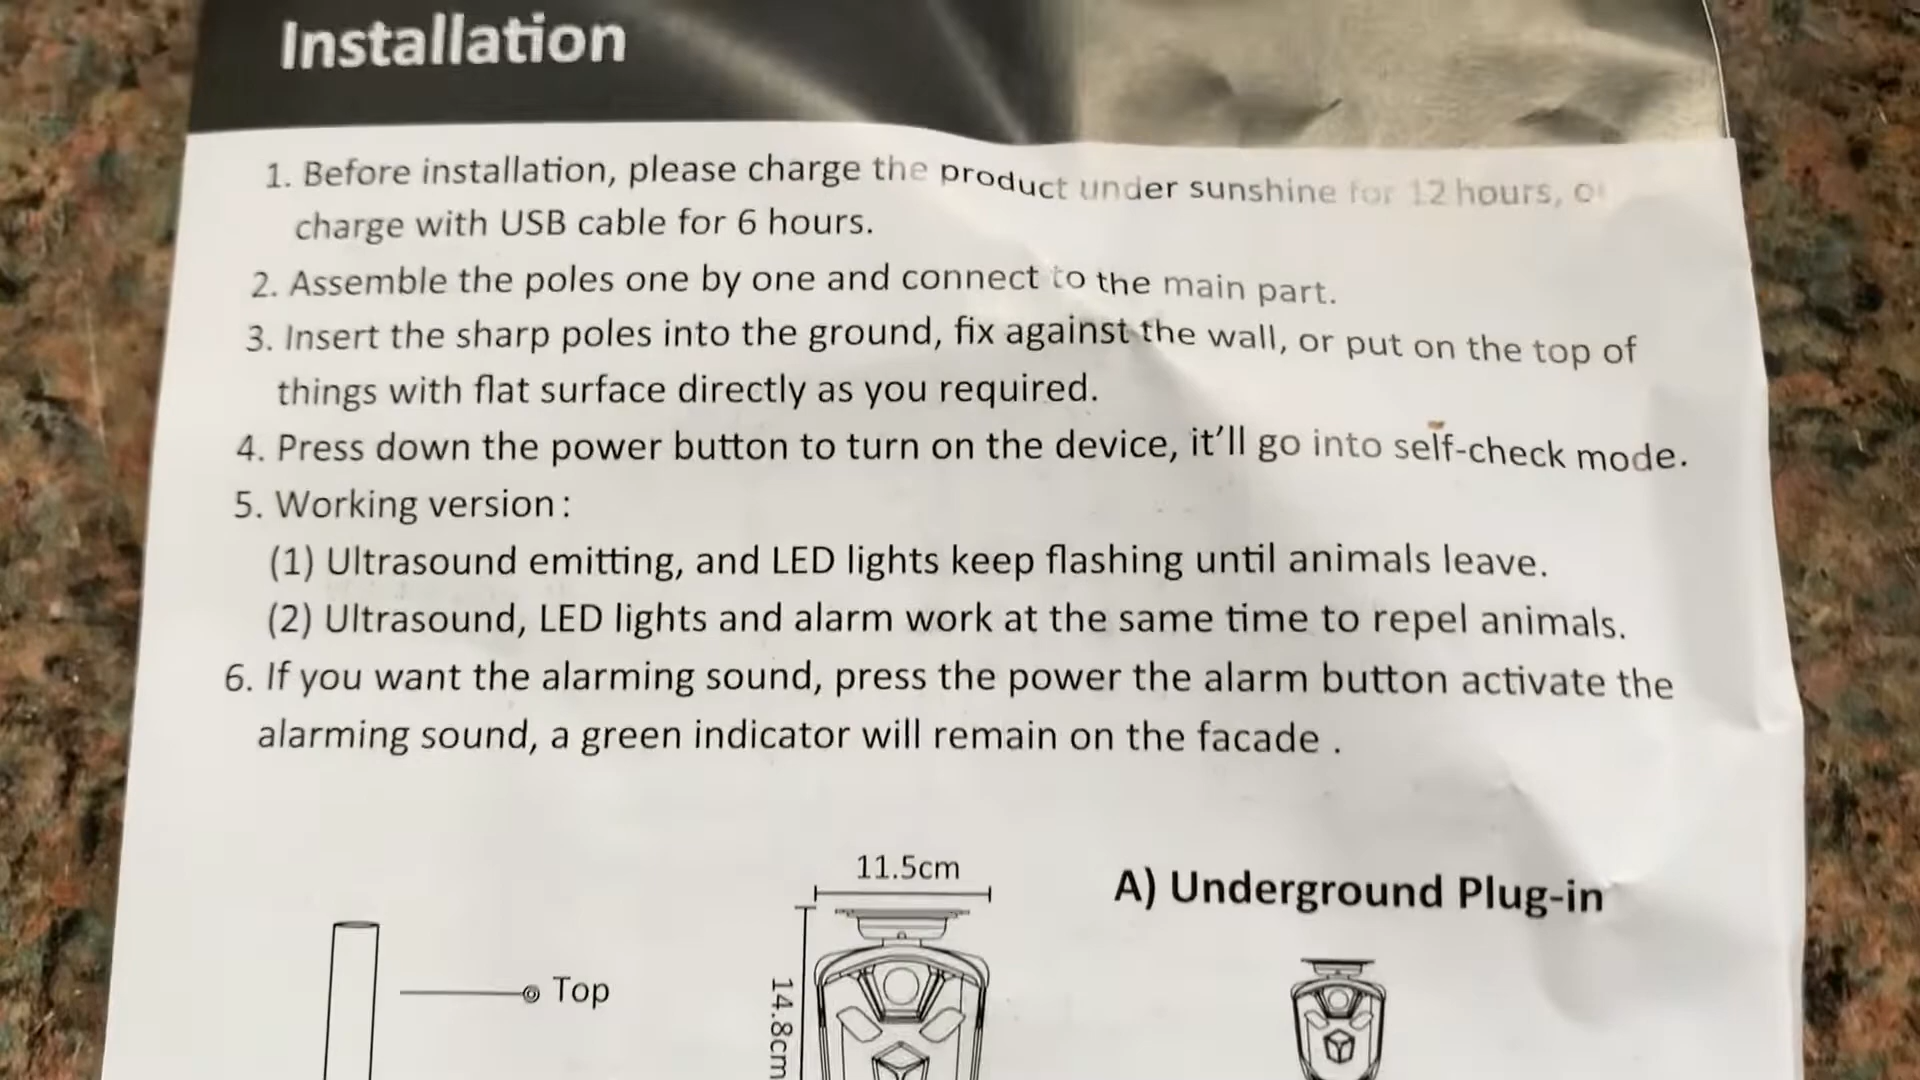 Installation
1. Before installation, please charge the product under sunshine for 12 hours, or
charge with USB cable for 6 hours.
2. Assemble the poles one by one and connect to the main part.
3. Insert the sharp poles into the ground, fix against the wall, or put on the top of
things with flat surface directly as you required.
4. Press down the power button to turn on the device, it'll go into self-check mode.
5. Working version:
(1) Ultrasound emitting, and LED lights keep flashing until animals leave.
(2) Ultrasound, LED lights and alarm work at the same time to repel animals.
6. If you want the alarming sound, press the power the alarm button activate the
alarming sound, a green indicator will remain on the facade .
11.5cm
A) Underground Plug-in
Top
14.8cm